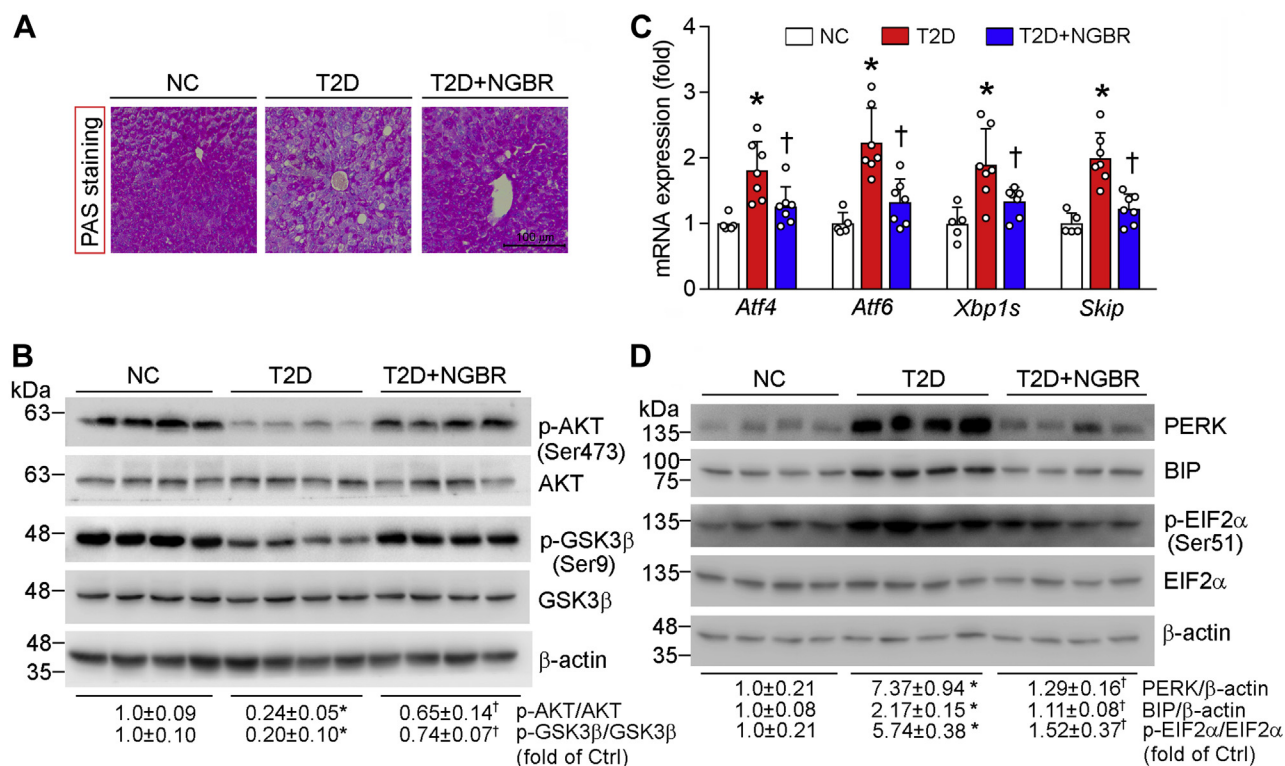 A
NC T2D T2D+NGBR
PAS staining
100 μm
C
NC T2D T2D+NGBR
mRNA expression (fold)
4
3
2
1
0
* † * † * † * †
Atf4 Atf6 Xbp1s Skip
B
kDa NC T2D T2D+NGBR
63 p-AKT
(Ser473)
63 AKT
48 p-GSK3β
(Ser9)
48 GSK3β
48
35 β-actin
1.0±0.09 0.24±0.05* 0.65±0.14† p-AKT/AKT
1.0±0.10 0.20±0.10* 0.74±0.07† p-GSK3β/GSK3β
(fold of Ctrl)
D
NC T2D T2D+NGBR
kDa
135 PERK
100
75 BIP
135 p-EIF2α
(Ser51)
135 EIF2α
48
35 β-actin
1.0±0.21 7.37±0.94* 1.29±0.16† PERK/β-actin
1.0±0.08 2.17±0.15* 1.11±0.08† BIP/β-actin
1.0±0.21 5.74±0.38* 1.52±0.37† p-EIF2α/EIF2α
(fold of Ctrl)